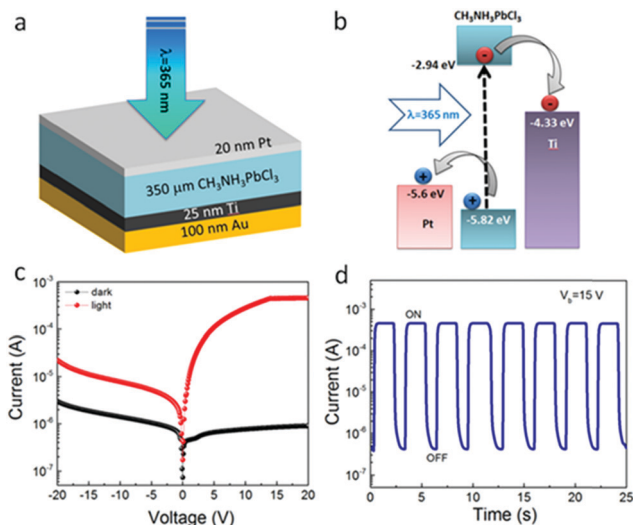 a
λ=365 nm
20 nm Pt
350 μm CH₃NH₃PbCl₃
25 nm Ti
100 nm Au
b
CH₃NH₃PbCl₃
-
-2.94 eV
λ=365 nm
-
-4.33 eV
Ti
+
-5.6 eV
Pt
+
-5.82 eV
c
dark
light
Current (A)
10⁻³
10⁻⁴
10⁻⁵
10⁻⁶
10⁻⁷
-20 -15 -10 -5 0 5 10 15 20
Voltage (V)
d
V_b=15 V
ON
OFF
Current (A)
10⁻³
10⁻⁴
10⁻⁵
10⁻⁶
10⁻⁷
0 5 10 15 20 25
Time (s)